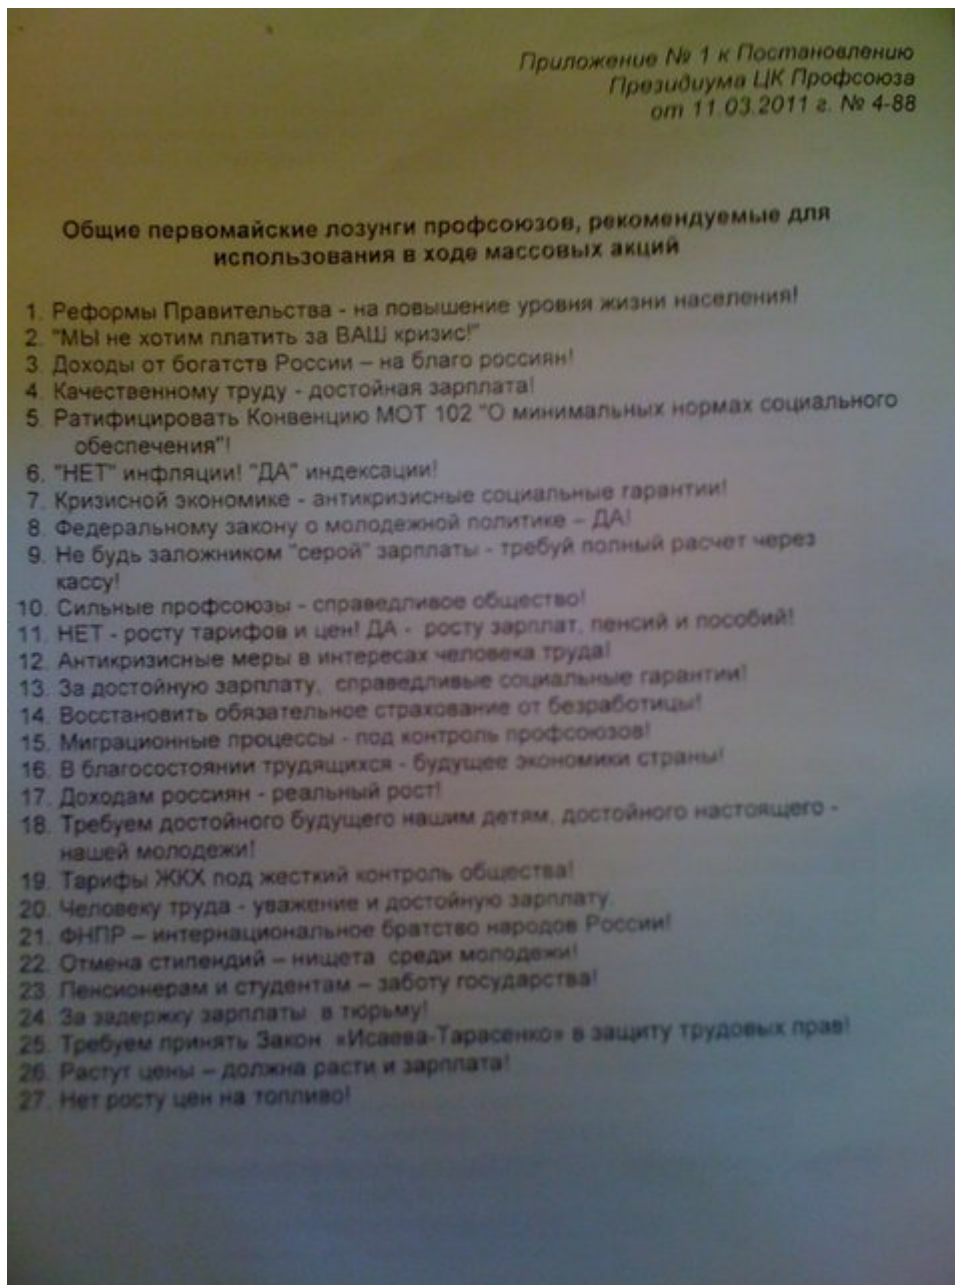 Приложение № 1 к Постановлению
Президиума ЦК Профсоюза
от 11.03.2011 г. № 4-88
Общие первомайские лозунги профсоюзов, рекомендуемые для
использования в ходе массовых акций
1. Реформы Правительства - на повышение уровня жизни населения!
2. "МЫ не хотим платить за ВАШ кризис!"
3. Доходы от богатств России – на благо россиян!
4. Качественному труду - достойная зарплата!
5. Ратифицировать Конвенцию МОТ 102 "О минимальных нормах социального
обеспечения"!
6. "НЕТ" инфляции! "ДА" индексации!
7. Кризисной экономике - антикризисные социальные гарантии!
8. Федеральному закону о молодежной политике – ДА!
9. Не будь заложником "серой" зарплаты - требуй полный расчет через
кассу!
10. Сильные профсоюзы - справедливое общество!
11. НЕТ - росту тарифов и цен! ДА - росту зарплат, пенсий и пособий!
12. Антикризисные меры в интересах человека труда!
13. За достойную зарплату, справедливые социальные гарантии!
14. Восстановить обязательное страхование от безработицы!
15. Миграционные процессы - под контроль профсоюзов!
16. В благосостоянии трудящихся - будущее экономики страны!
17. Доходам россиян - реальный рост!
18. Требуем достойного будущего нашим детям, достойного настоящего -
нашей молодежи!
19. Тарифы ЖКХ под жесткий контроль общества!
20. Человеку труда - уважение и достойную зарплату.
21. ФНПР – интернациональное братство народов России!
22. Отмена стипендий – нищета среди молодежи!
23. Пенсионерам и студентам – заботу государства!
24. За задержку зарплаты в тюрьму!
25. Требуем принять Закон «Исаева-Тарасенко» в защиту трудовых прав!
26. Растут цены – должна расти и зарплата!
27. Нет росту цен на топливо!